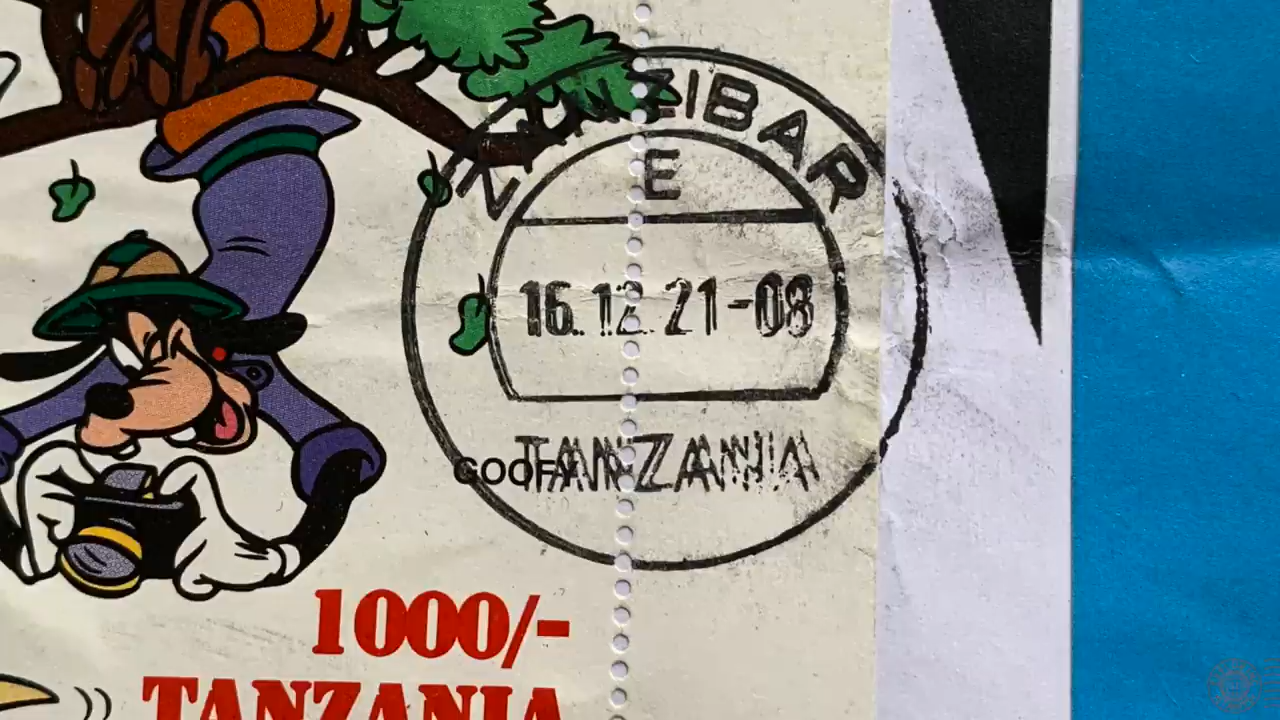 ZANZIBAR
E
16.12.21-08
TANZANIA
GOOFY
1000/-
TANZANIA